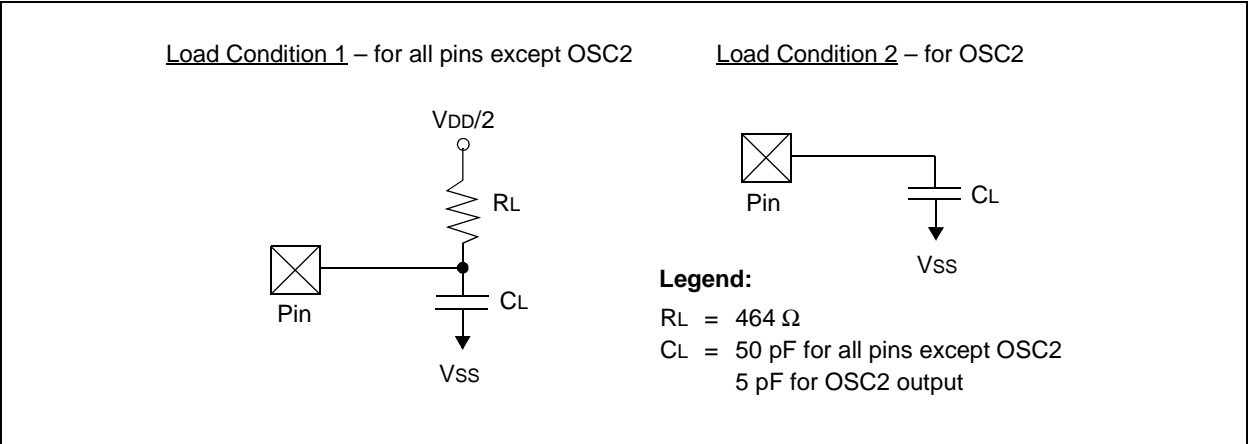 Load Condition 1 – for all pins except OSC2
Load Condition 2 – for OSC2
VDD/2
RL
Pin
CL
VSS
Pin
CL
VSS
Legend:
RL = 464 Ω
CL = 50 pF for all pins except OSC2
5 pF for OSC2 output